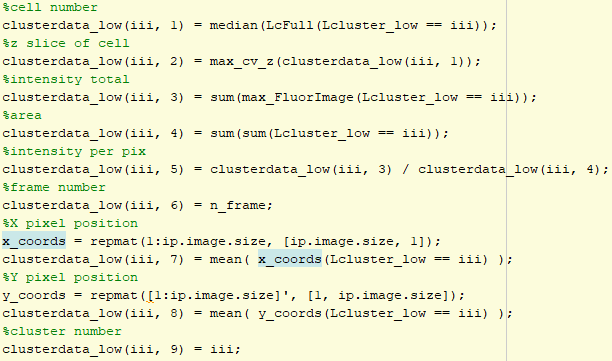 %cell number
clusterdata_low(iii, 1) = median(LcFull(Lcluster_low == iii));
%z slice of cell
clusterdata_low(iii, 2) = max_cv_z(clusterdata_low(iii, 1));
%intensity total
clusterdata_low(iii, 3) = sum(max_FluorImage(Lcluster_low == iii));
%area
clusterdata_low(iii, 4) = sum(sum(Lcluster_low == iii));
%intensity per pix
clusterdata_low(iii, 5) = clusterdata_low(iii, 3) / clusterdata_low(iii, 4);
%frame number
clusterdata_low(iii, 6) = n_frame;
%X pixel position
x_coords = repmat(1:ip.image.size, [ip.image.size, 1]);
clusterdata_low(iii, 7) = mean( x_coords(Lcluster_low == iii) );
%Y pixel position
y_coords = repmat([1:ip.image.size]', [1, ip.image.size]);
clusterdata_low(iii, 8) = mean( y_coords(Lcluster_low == iii) );
%cluster number
clusterdata_low(iii, 9) = iii;